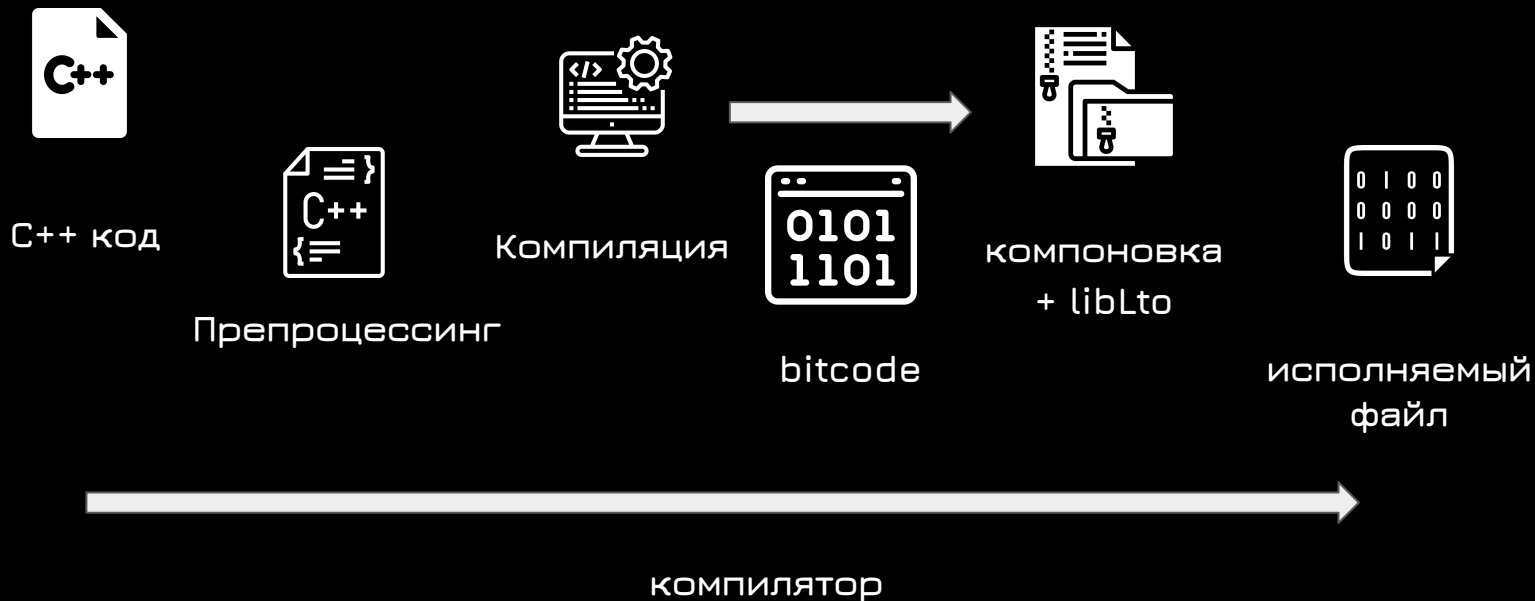 C++
C++ код
</>
= }
C++
{=
Препроцессинг
Компиляция
0101
1101
bitcode
компоновка
+ libLto
0 1 0 0
0 0 0 0
1 0 1 1
исполняемый
файл
компилятор